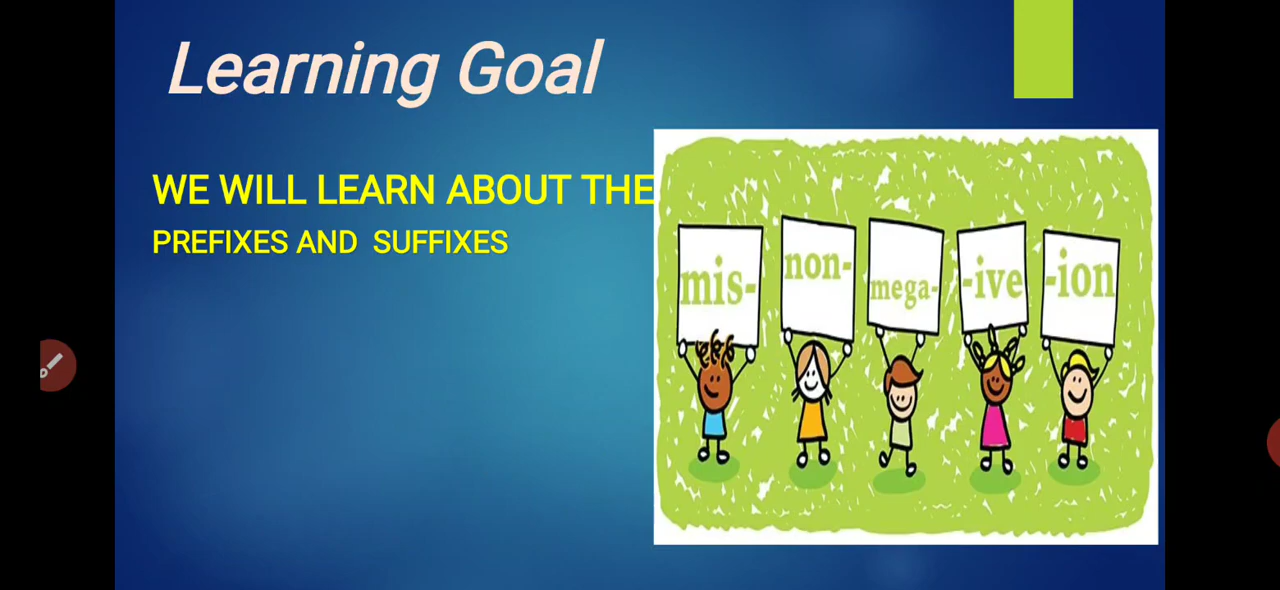 Learning Goal
WE WILL LEARN ABOUT THE
PREFIXES AND SUFFIXES
mis-
non-
mega-
-ive
-ion